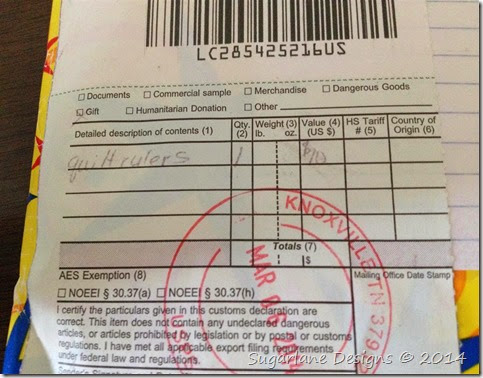 LC285425216US
Documents Commercial sample Merchandise Dangerous Goods
Gift Humanitarian Donation Other
Detailed description of contents (1) Qty. (2) Weight (3) lb. oz. Value (4) (US $) HS Tariff # (5) Country of Origin (6)
quilt rulers 1 $10
Totals (7)
$
AES Exemption (8) Mailing Office Date Stamp
NOEEI § 30.37(a) NOEEI § 30.37(h)
I certify the particulars given in this customs declaration are
correct. This item does not contain any undeclared dangerous
articles, or articles prohibited by legislation or by postal or customs
regulations. I have met all applicable export filing requirements
under federal law and regulations.
KNOXVILLE TN 379
MAR
Sugarlane Designs © 2014